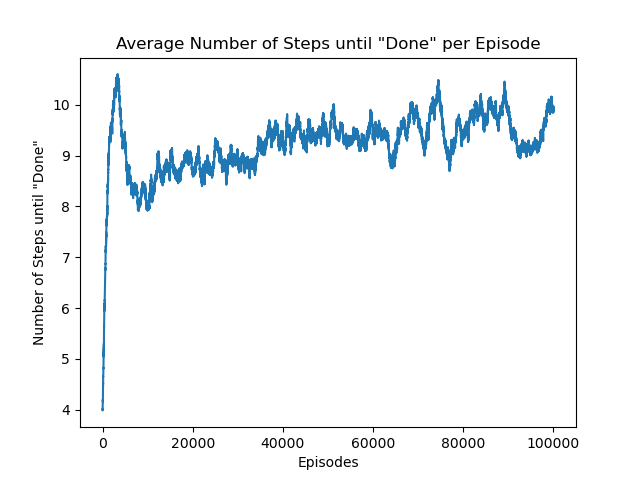 Average Number of Steps until "Done" per Episode
Number of Steps until "Done"
10
9
8
7
6
5
4
0 20000 40000 60000 80000 100000
Episodes